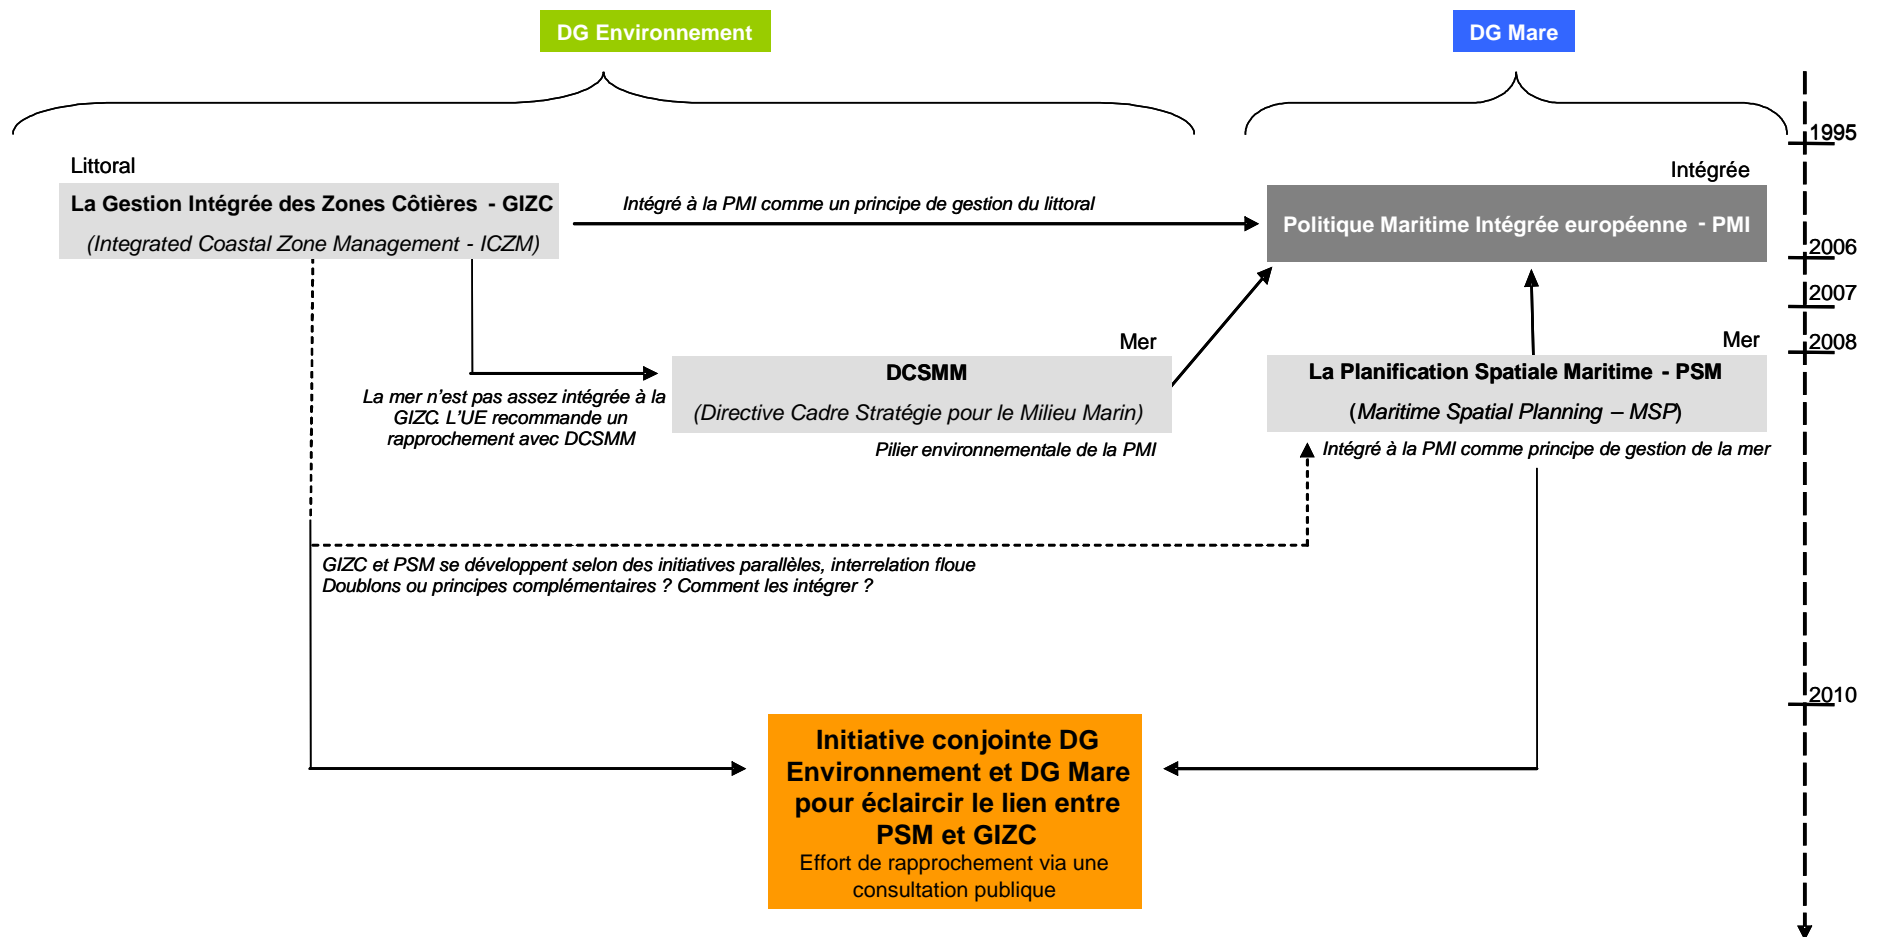 DG Environnement
DG Mare
1995
Littoral
Intégrée
La Gestion Intégrée des Zones Côtières - GIZC
(Integrated Coastal Zone Management - ICZM)
Intégré à la PMI comme un principe de gestion du littoral
Politique Maritime Intégrée européenne - PMI
2006
2007
2008
Mer
Mer
DCSMM
(Directive Cadre Stratégie pour le Milieu Marin)
Pilier environnementale de la PMI
La Planification Spatiale Maritime - PSM
(Maritime Spatial Planning – MSP)
Intégré à la PMI comme principe de gestion de la mer
La mer n'est pas assez intégrée à la
GIZC. L'UE recommande un
rapprochement avec DCSMM
GIZC et PSM se développent selon des initiatives parallèles, interrelation floue
Doublons ou principes complémentaires ? Comment les intégrer ?
2010
Initiative conjointe DG
Environnement et DG Mare
pour éclaircir le lien entre
PSM et GIZC
Effort de rapprochement via une
consultation publique